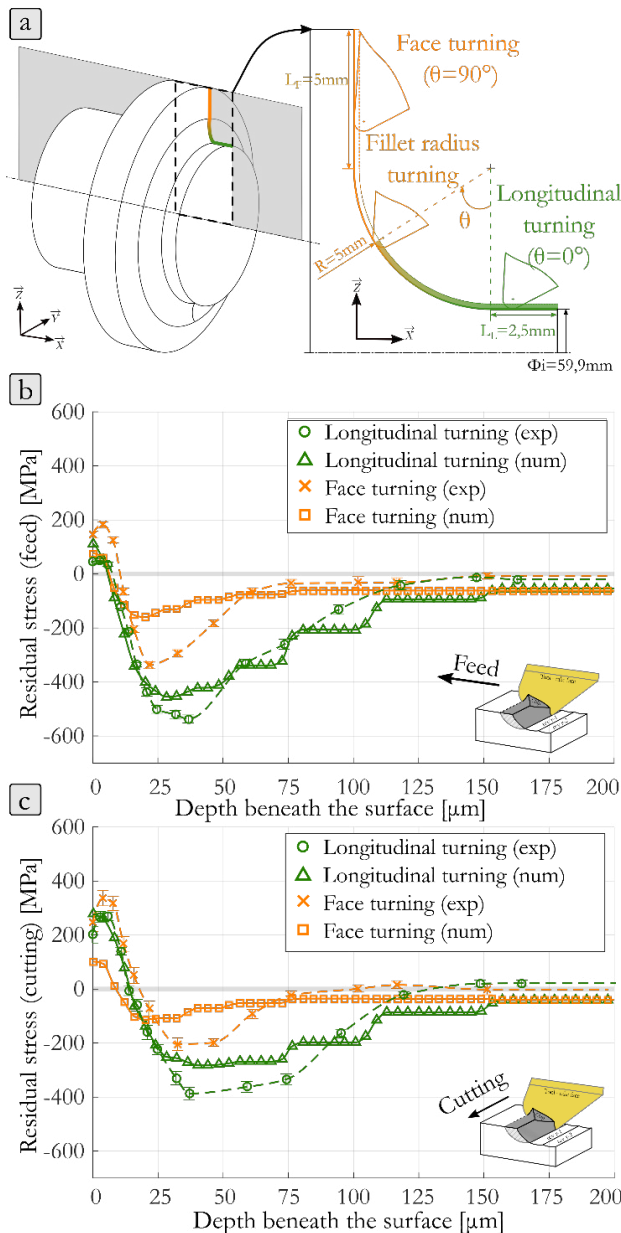 a
Face turning
(θ=90°)
L_F=5mm
Fillet radius
turning
Longitudinal
turning
(θ=0°)
θ
R=5mm
L_L=2,5mm
Φi=59,9mm
z
Y
x
z
x
b
Residual stress (feed) [MPa]
600
400
200
0
-200
-400
-600
Longitudinal turning (exp)
Longitudinal turning (num)
Face turning (exp)
Face turning (num)
Feed
0 25 50 75 100 125 150 175 200
Depth beneath the surface [µm]
c
Residual stress (cutting) [MPa]
600
400
200
0
-200
-400
-600
Longitudinal turning (exp)
Longitudinal turning (num)
Face turning (exp)
Face turning (num)
Cutting
0 25 50 75 100 125 150 175 200
Depth beneath the surface [µm]